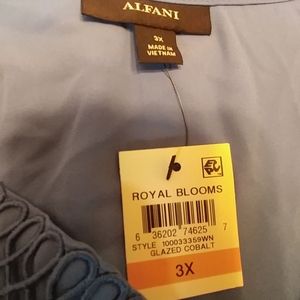 ALFANI
3X
MADE IN
VIETNAM
ROYAL BLOOMS
6 36202 74625 7
STYLE 100033359WN
GLAZED COBALT
3X